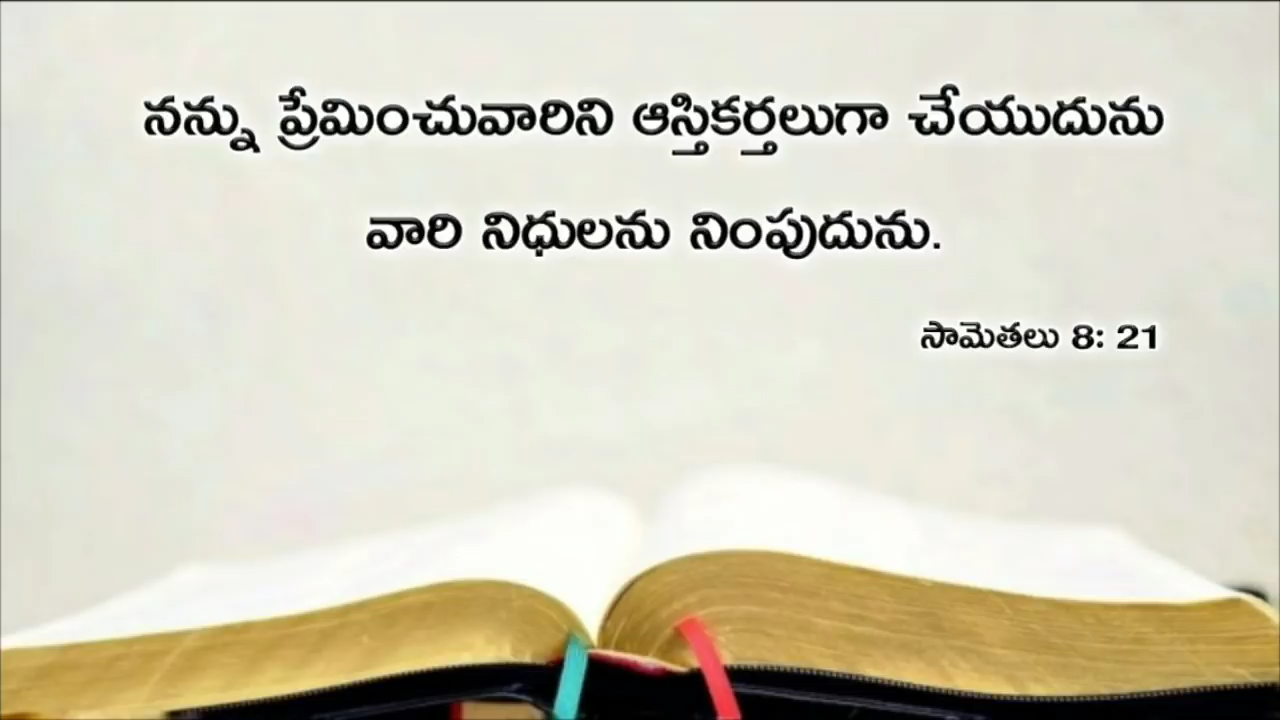 నన్ను ప్రేమించువారిని ఆస్తికర్తలుగా చేయుదును
వారి నిధులను నింపుదును.
సామెతలు 8: 21